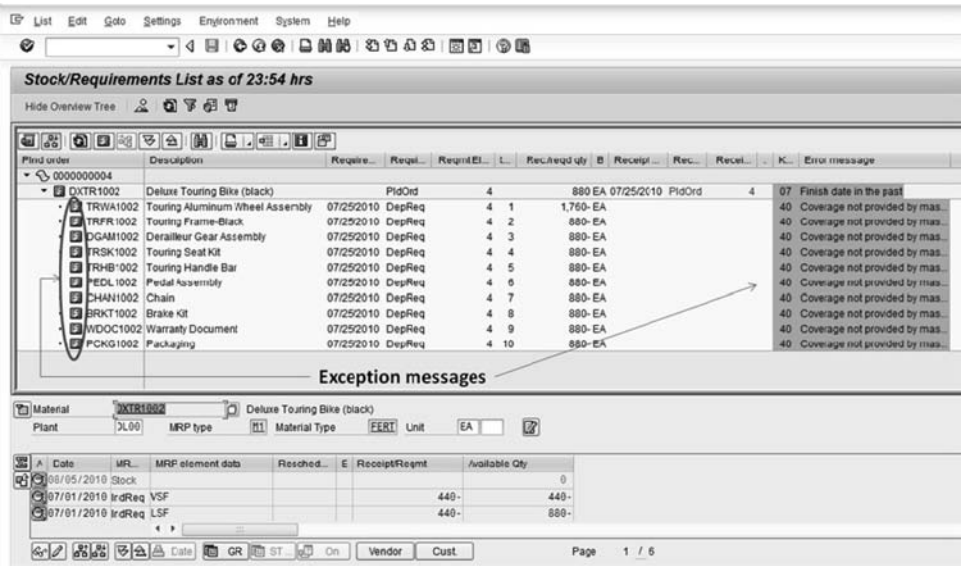 List Edit Goto Settings Environment System Help
Stock/Requirements List as of 23:54 hrs
Hide Overview Tree
Plnd order Description Require... Requi... ReqmtEl... L... Rec/reqd qty B Receipt ... Rec... Recei... . K... Error message
0000000004
DXTR1002 Deluxe Touring Bike (black) PldOrd 4 880 EA 07/25/2010 PldOrd 4 07 Finish date in the past
TRWA1002 Touring Aluminum Wheel Assembly 07/25/2010 DepReq 4 1 1,760- EA 40 Coverage not provided by mas...
TRFR1002 Touring Frame-Black 07/25/2010 DepReq 4 2 880- EA 40 Coverage not provided by mas...
DGAM1002 Derailleur Gear Assembly 07/25/2010 DepReq 4 3 880- EA 40 Coverage not provided by mas...
TRSK1002 Touring Seat Kit 07/25/2010 DepReq 4 4 880- EA 40 Coverage not provided by mas...
TRHB1002 Touring Handle Bar 07/25/2010 DepReq 4 5 880- EA 40 Coverage not provided by mas...
PEDL1002 Pedal Assembly 07/25/2010 DepReq 4 6 880- EA 40 Coverage not provided by mas...
CHAN1002 Chain 07/25/2010 DepReq 4 7 880- EA 40 Coverage not provided by mas...
BRKT1002 Brake Kit 07/25/2010 DepReq 4 8 880- EA 40 Coverage not provided by mas...
WDOC1002 Warranty Document 07/25/2010 DepReq 4 9 880- EA 40 Coverage not provided by mas...
PCKG1002 Packaging 07/25/2010 DepReq 4 10 880- EA 40 Coverage not provided by mas...
Exception messages
Material DXTR1002 Deluxe Touring Bike (black)
Plant DL00 MRP type M1 Material Type FERT Unit EA
A Date MR... MRP element data Resched... E Receipt/Reqmt Available Qty
08/05/2010 Stock 0
07/01/2010 IndReq VSF 440- 440-
07/01/2010 IndReq LSF 440- 880-
Date GR ST... On Vendor Cust. Page 1 / 6